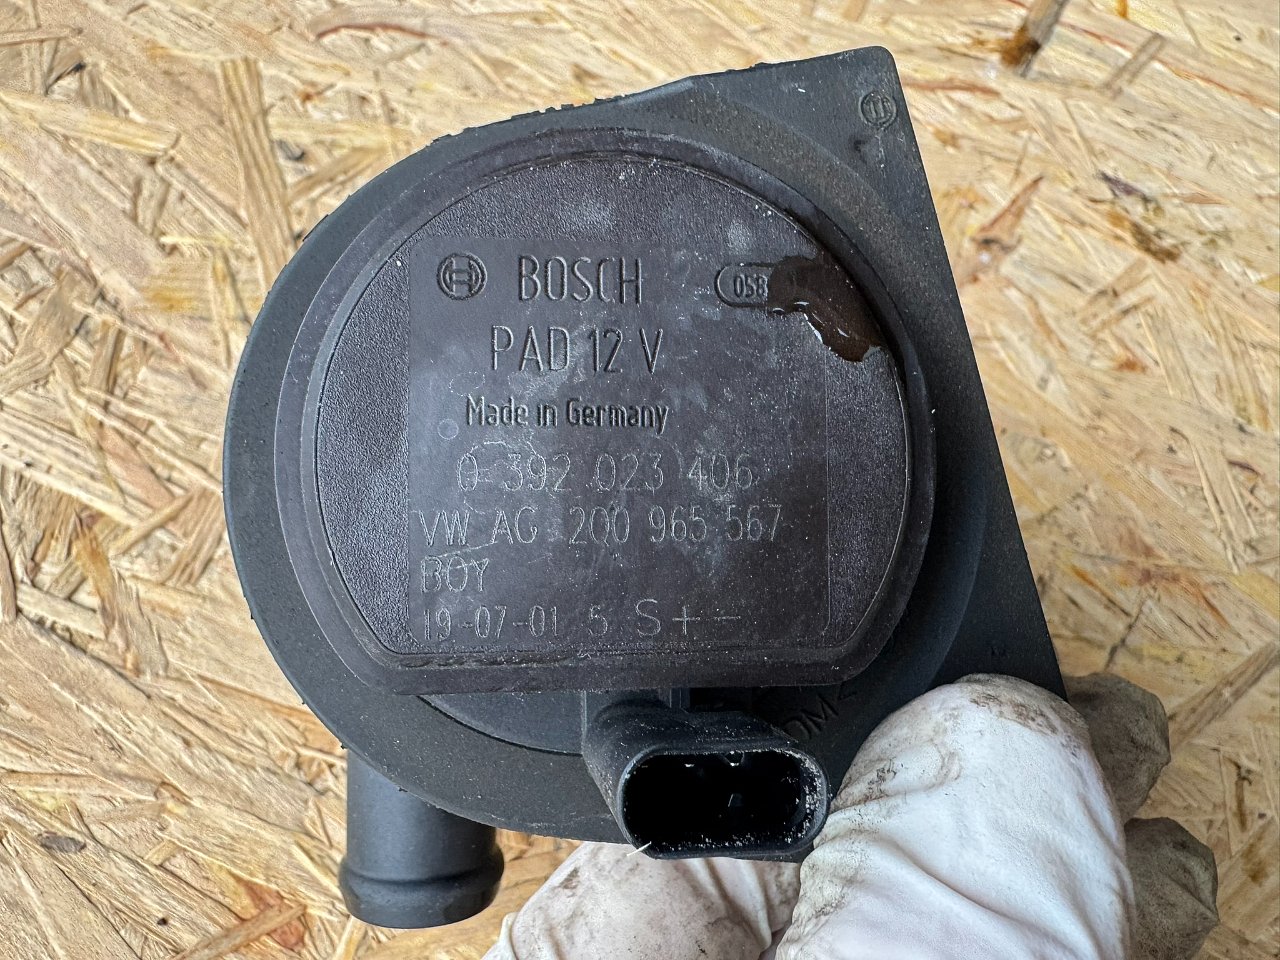 BOSCH
058
PAD 12 V
Made in Germany
0 392 023 406
VW AG 2Q0 965 567
BOY
19-07-01 5 S + -